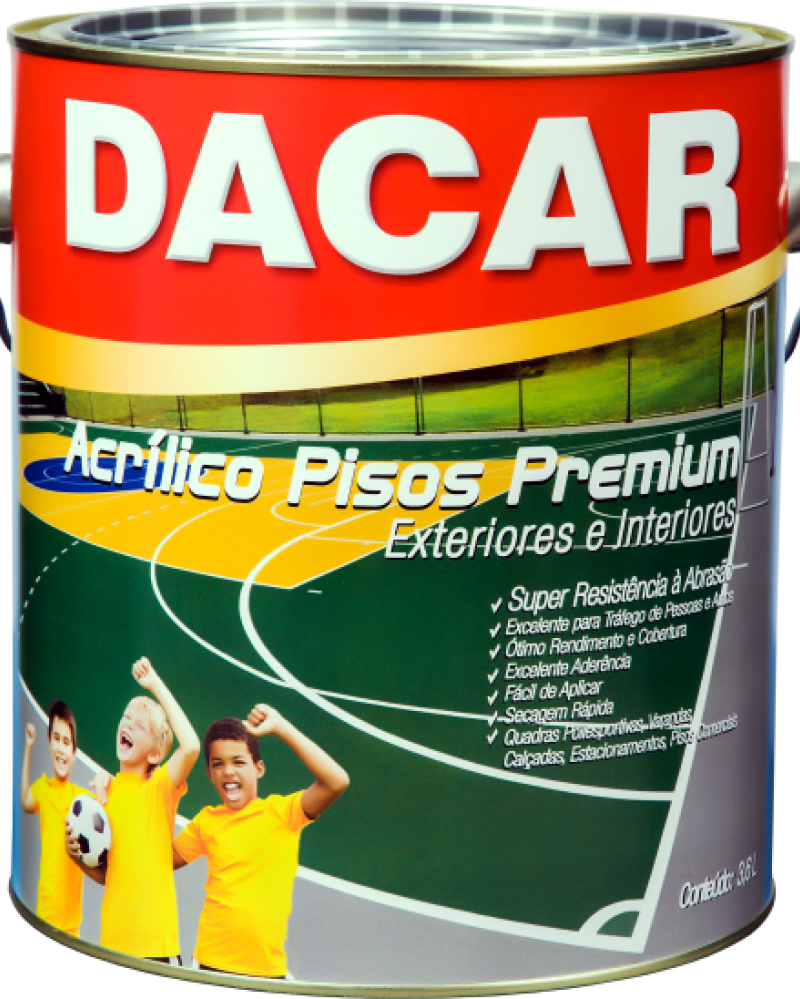 DACAR
Acrílico Pisos Premium
Exteriores e Interiores
Super Resistência à Abrasão
Excelente para Tráfego de Pessoas e Autos
Ótimo Rendimento e Cobertura
Excelente Aderência
Fácil de Aplicar
Secagem Rápida
Quadras Poliesportivas, Varandas,
Calçadas, Estacionamentos, Pisos Comerciais
Conteúdo: 3,6 L